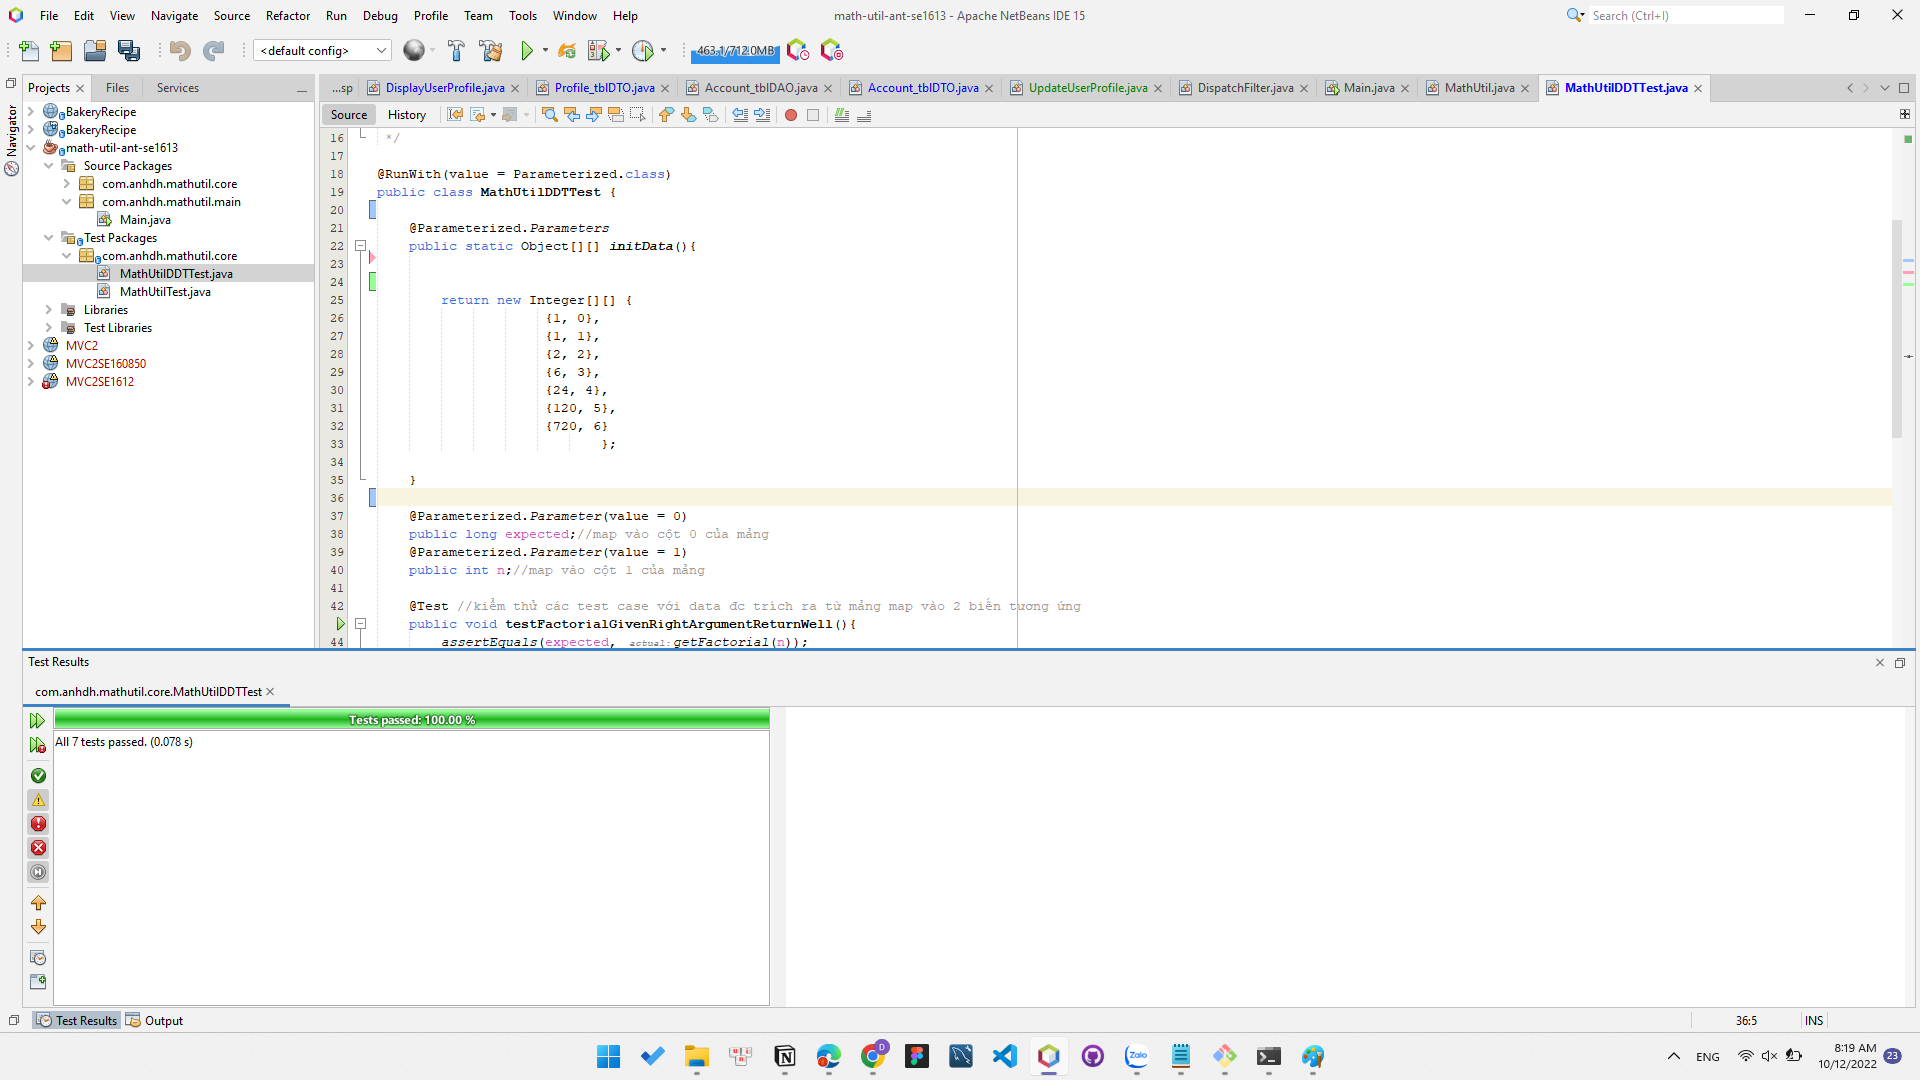 File Edit View Navigate Source Refactor Run Debug Profile Team Tools Window Help
math-util-ant-se1613 - Apache NetBeans IDE 15
Search (Ctrl+I)
<default config>
463.1/712.0MB
Projects
Files
Services
...sp
DisplayUserProfile.java
Profile_tblDTO.java
Account_tblDAO.java
Account_tblDTO.java
UpdateUserProfile.java
DispatchFilter.java
Main.java
MathUtil.java
MathUtilDDTTest.java
Navigator
BakeryRecipe
BakeryRecipe
math-util-ant-se1613
Source Packages
com.anhdh.mathutil.core
com.anhdh.mathutil.main
Main.java
Test Packages
com.anhdh.mathutil.core
MathUtilDDTTest.java
MathUtilTest.java
Libraries
Test Libraries
MVC2
MVC2SE160850
MVC2SE1612
Source History
16 */
17
18 @RunWith(value = Parameterized.class)
19 public class MathUtilDDTTest {
20
21 @Parameterized.Parameters
22 public static Object[][] initData(){
23
24
25 return new Integer[][] {
26 {1, 0},
27 {1, 1},
28 {2, 2},
29 {6, 3},
30 {24, 4},
31 {120, 5},
32 {720, 6}
33 };
34
35 }
36
37 @Parameterized.Parameter(value = 0)
38 public long expected;//map vào cột 0 của mảng
39 @Parameterized.Parameter(value = 1)
40 public int n;//map vào cột 1 của mảng
41
42 @Test //kiểm thử các test case với data đc trích ra từ mảng map vào 2 biến tương ứng
public void testFactorialGivenRightArgumentReturnWell(){
44 assertEquals(expected, actual: getFactorial(n));
Test Results
com.anhdh.mathutil.core.MathUtilDDTTest
Tests passed: 100.00 %
All 7 tests passed. (0.078 s)
Test Results
Output
36:5
INS
D
Zalo
ENG
8:19 AM
10/12/2022
23